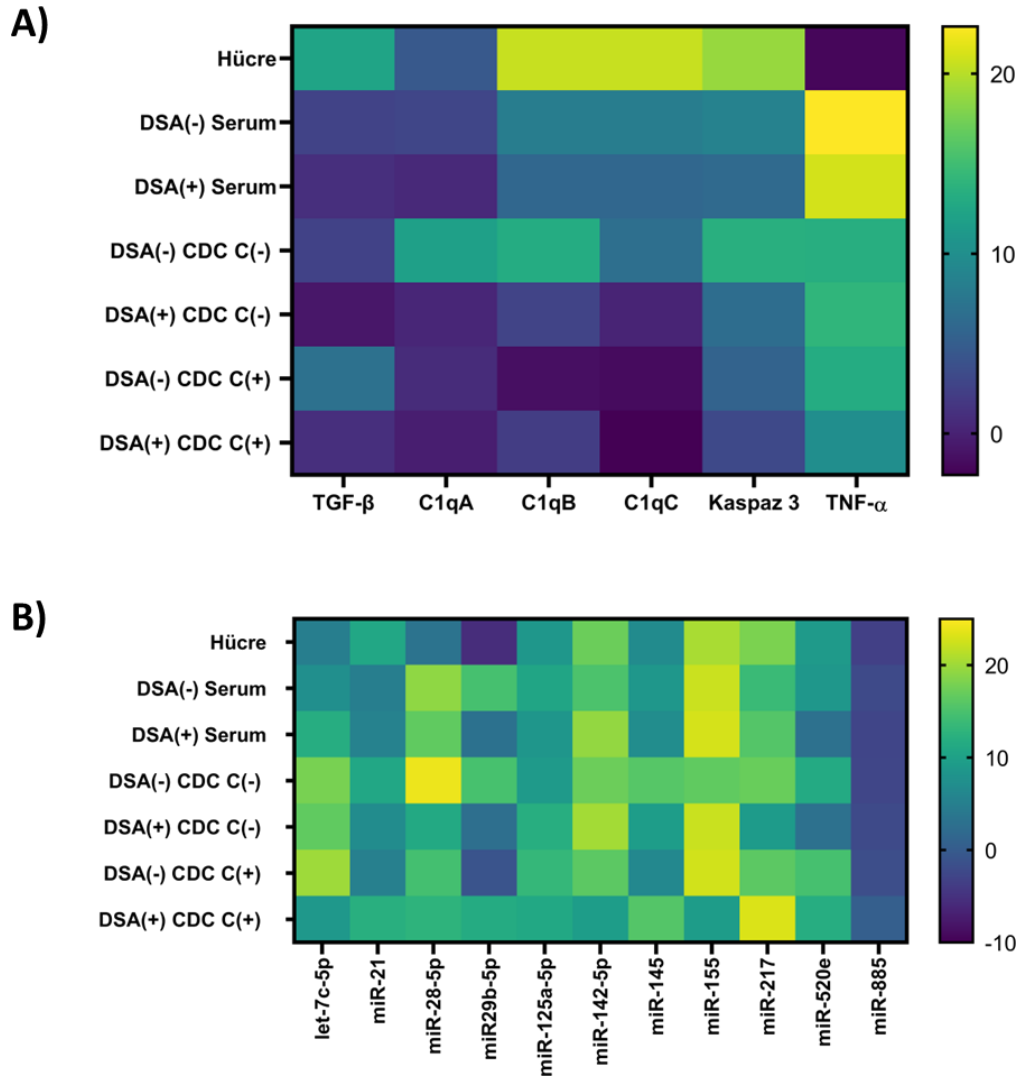 A)
Hücre
DSA(-) Serum
DSA(+) Serum
DSA(-) CDC C(-)
DSA(+) CDC C(-)
DSA(-) CDC C(+)
DSA(+) CDC C(+)
TGF-β C1qA C1qB C1qC Kaspaz 3 TNF-α
20
10
0
B)
Hücre
DSA(-) Serum
DSA(+) Serum
DSA(-) CDC C(-)
DSA(+) CDC C(-)
DSA(-) CDC C(+)
DSA(+) CDC C(+)
let-7c-5p
miR-21
miR-28-5p
miR29b-5p
miR-125a-5p
miR-142-5p
miR-145
miR-155
miR-217
miR-520e
miR-885
20
10
0
-10